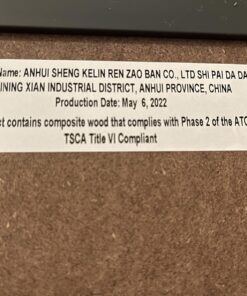 Name: ANHUI SHENG KELIN REN ZAO BAN CO., LTD SHI PAI DA DA
INING XIAN INDUSTRIAL DISTRICT, ANHUI PROVINCE, CHINA
Production Date: May 6, 2022
ct contains composite wood that complies with Phase 2 of the ATC
TSCA Title VI Compliant